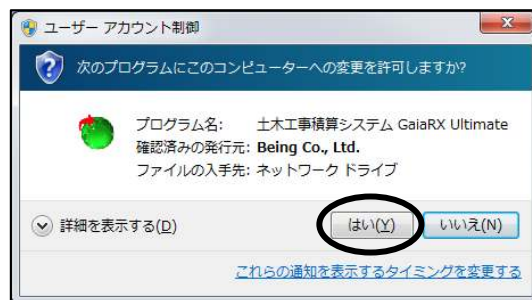 ユーザー アカウント制御
次のプログラムにこのコンピューターへの変更を許可しますか?
プログラム名: 土木工事積算システム GaiaRX Ultimate
確認済みの発行元: Being Co., Ltd.
ファイルの入手先: ネットワーク ドライブ
詳細を表示する(D) はい(Y) いいえ(N)
これらの通知を表示するタイミングを変更する